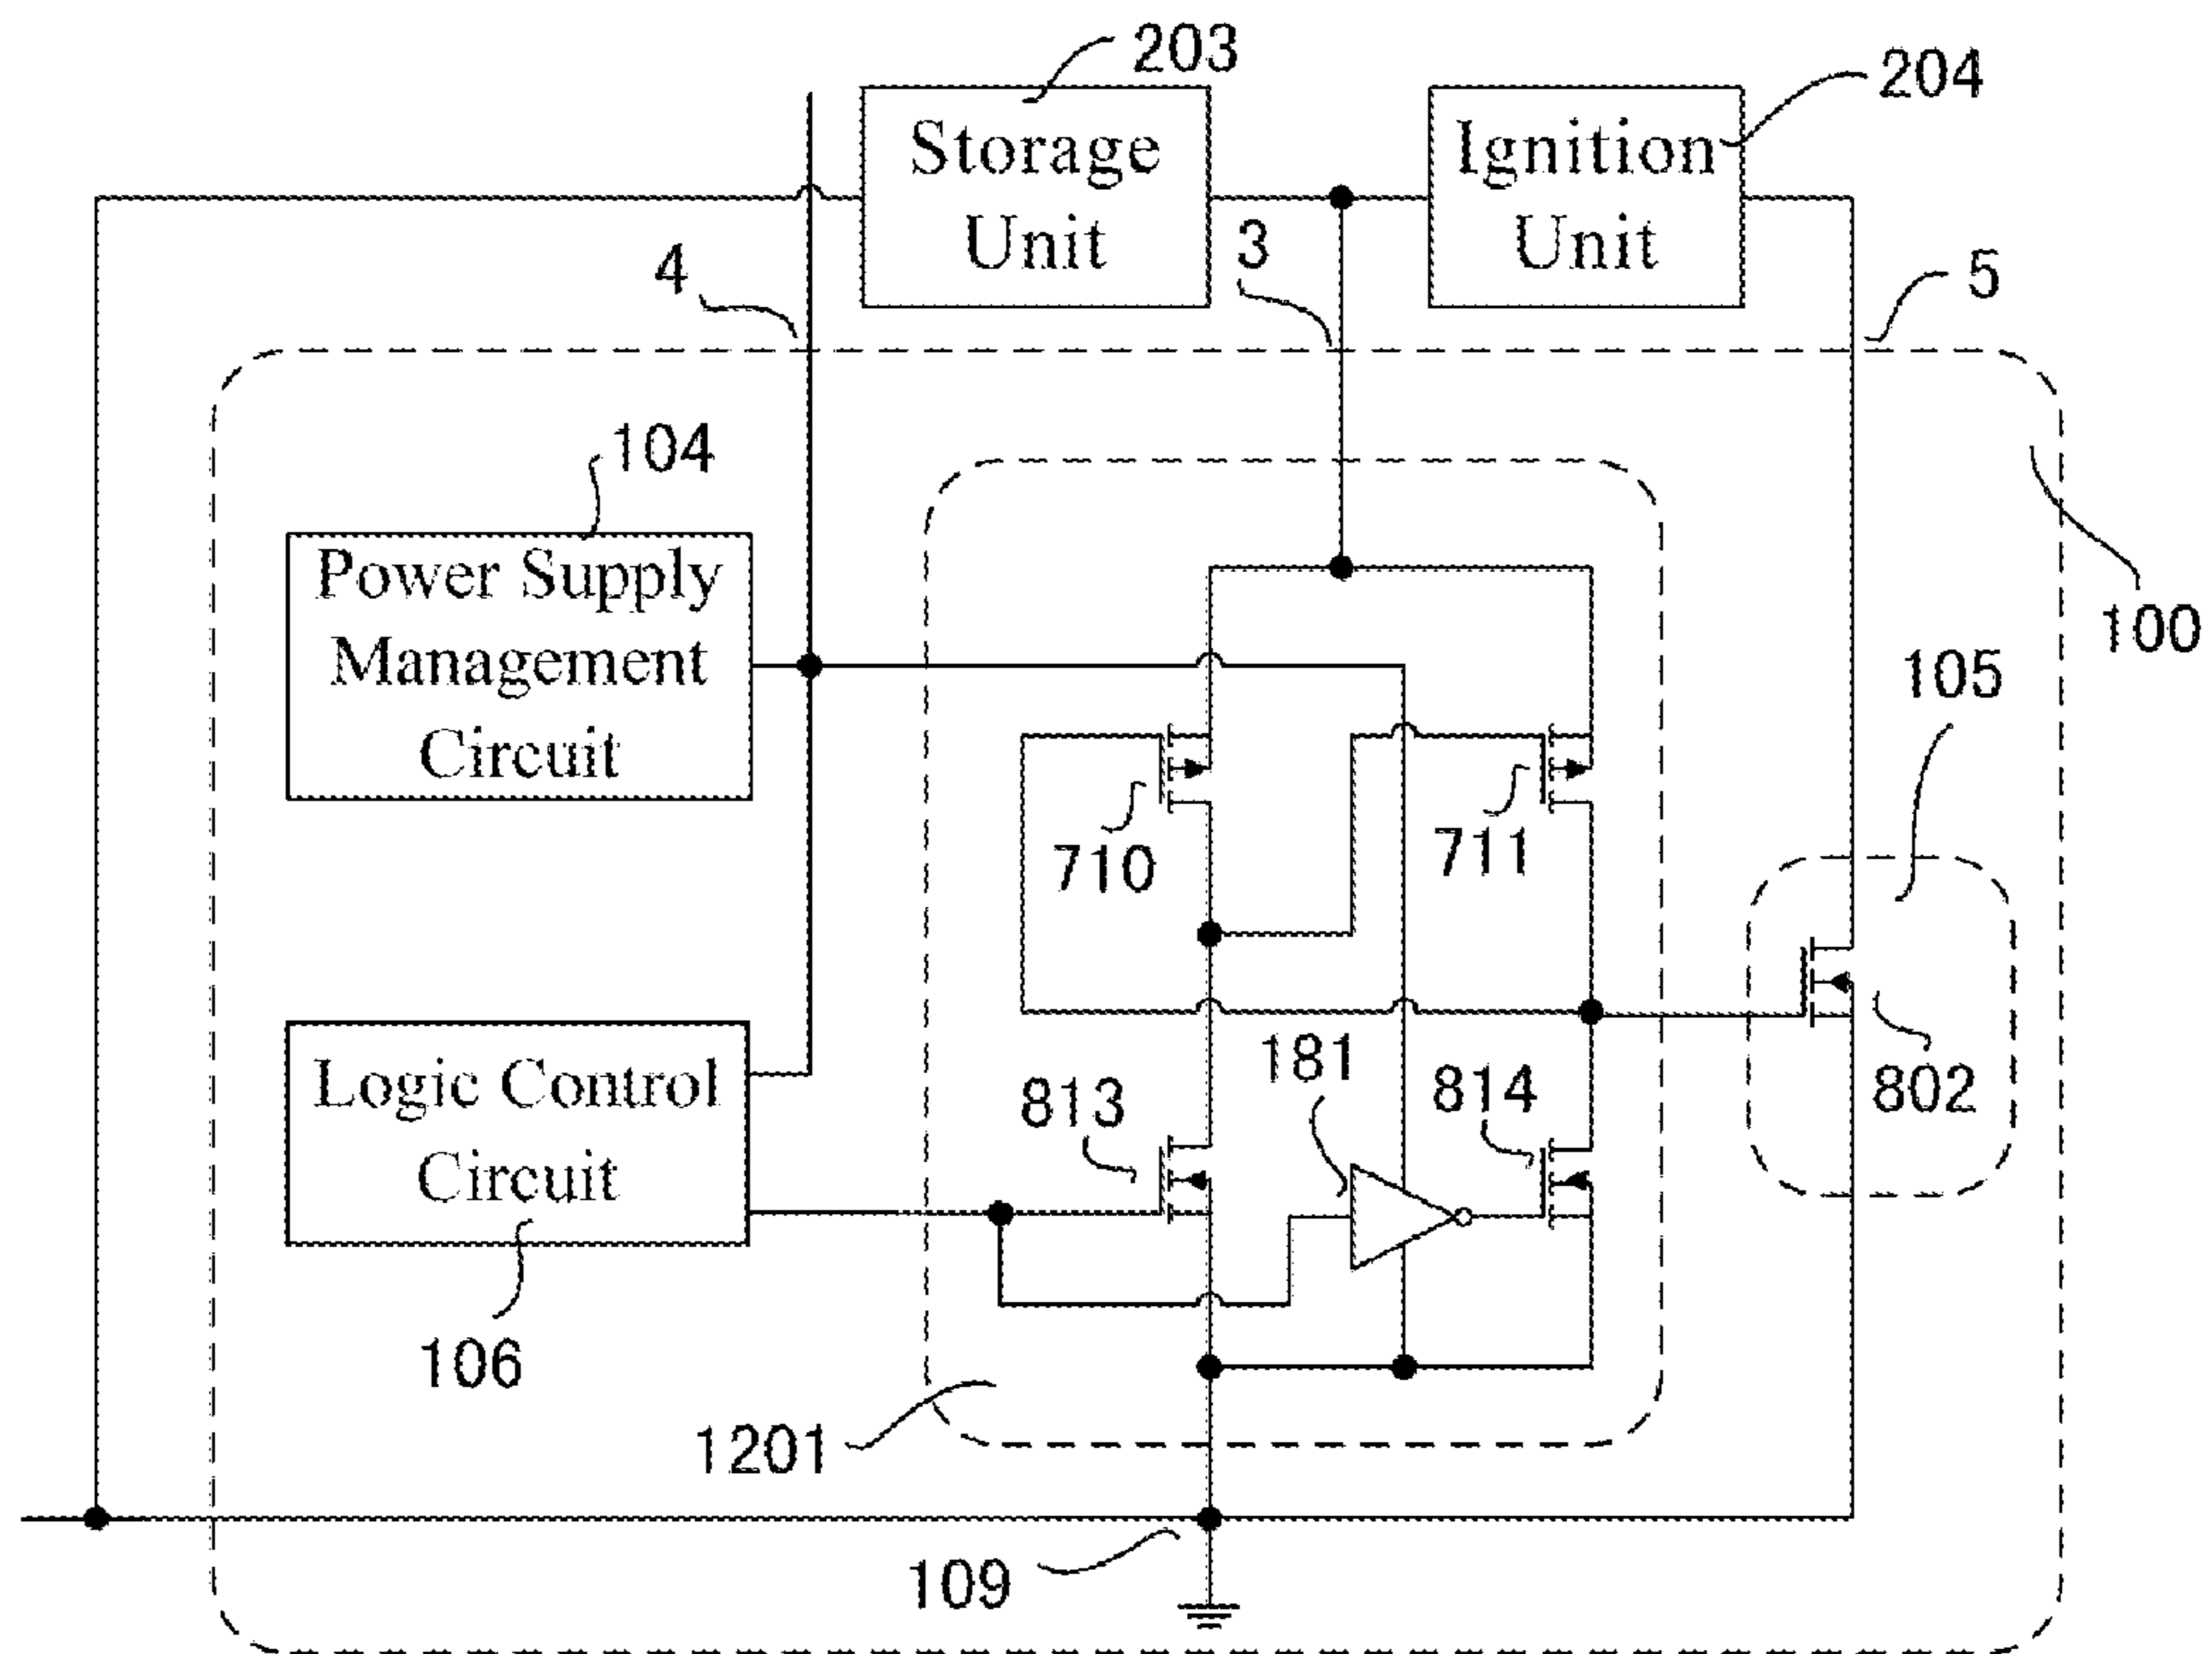 203
204
Storage
Unit
Ignition
Unit
4
3
5
104
100
Power Supply
Management
Circuit
105
710
711
181
814
802
813
Logic Control
Circuit
106
1201
109